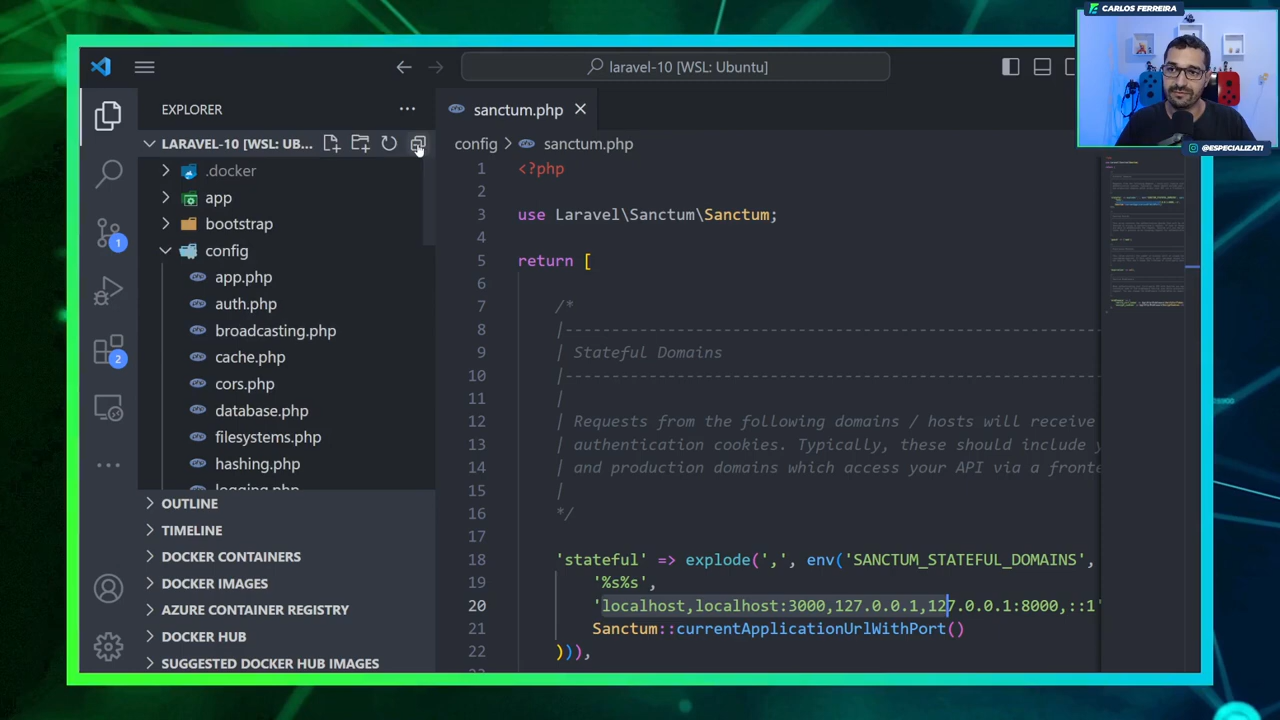 CARLOS FERREIRA
@ESPECIALIZATI
laravel-10 [WSL: Ubuntu]
EXPLORER
LARAVEL-10 [WSL: UBU...
.docker
app
bootstrap
config
app.php
auth.php
broadcasting.php
cache.php
cors.php
database.php
filesystems.php
hashing.php
logging.php
OUTLINE
TIMELINE
DOCKER CONTAINERS
DOCKER IMAGES
AZURE CONTAINER REGISTRY
DOCKER HUB
SUGGESTED DOCKER HUB IMAGES
1
2
sanctum.php
config > sanctum.php
1 <?php
2
3 use Laravel\Sanctum\Sanctum;
4
5 return [
6
7 /*
8 |--------------------------------------------------------------------------
9 | Stateful Domains
10 |--------------------------------------------------------------------------
11 |
12 | Requests from the following domains / hosts will receive
13 | authentication cookies. Typically, these should include y
14 | and production domains which access your API via a fronte
15 |
16 */
17
18 'stateful' => explode(',', env('SANCTUM_STATEFUL_DOMAINS',
19 '%s%s',
20 'localhost,localhost:3000,127.0.0.1,127.0.0.1:8000,::1'
21 Sanctum::currentApplicationUrlWithPort()
22 ))),